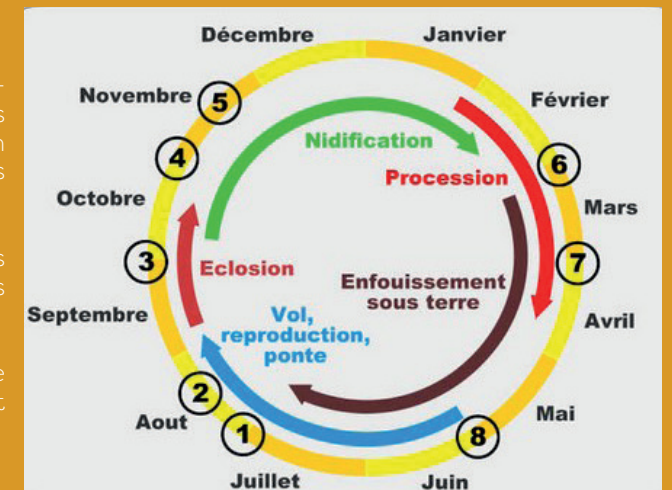 Décembre
Janvier
Novembre
5
Février
Nidification
4
6
Procession
Octobre
Mars
3
Eclosion
7
Enfouissement
sous terre
Septembre
Vol,
reproduction,
ponte
Avril
2
Aout
1
8
Mai
Juillet
Juin